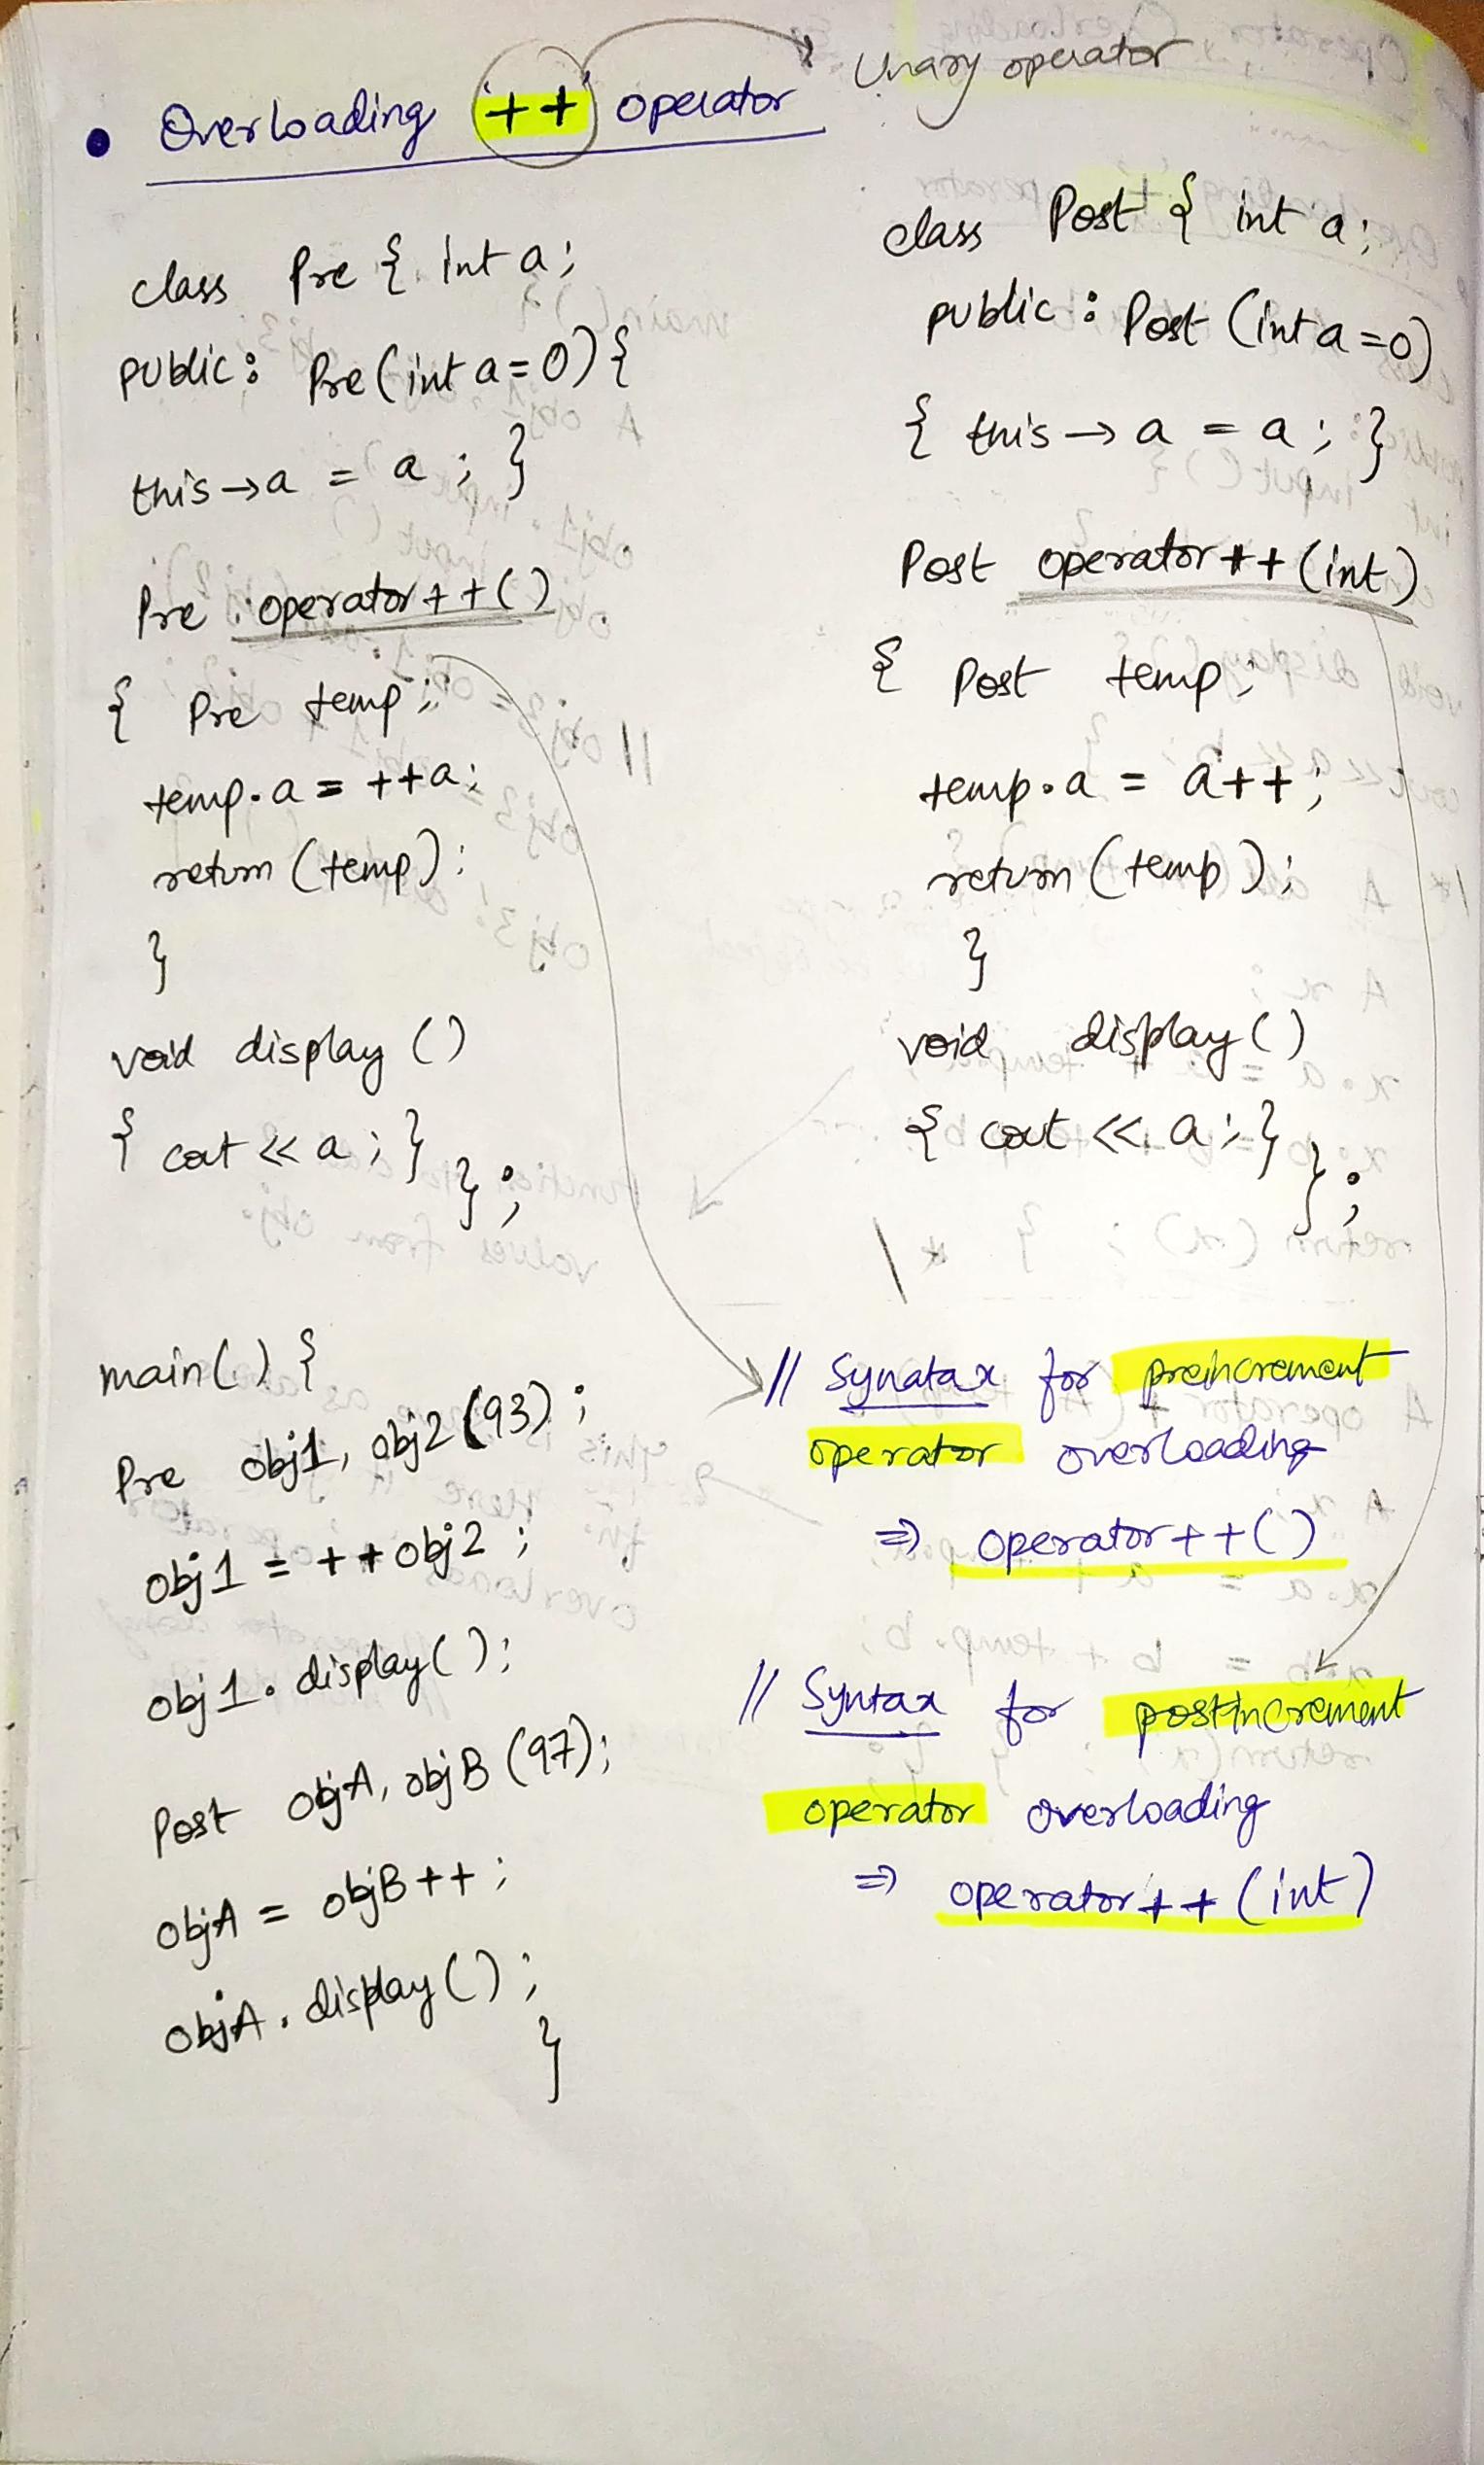 • Overloading '++' operator
Unary operator
class Pre { int a;
public: Pre (int a=0) {
this→a = a ; }
Pre operator++()
{ Pre temp;
temp.a = ++a;
return (temp);
}
void display ()
{ cout << a ; } };
class Post { int a;
public: Post (int a=0)
{ this→a = a ; }
Post operator++(int)
{ Post temp;
temp.a = a++;
return (temp);
}
void display ()
{ cout << a ; } };
main() {
Pre obj1, obj2 (93) ;
obj1 = ++obj2 ;
obj1. display();
Post objA, objB (97);
objA = objB++ ;
objA. display () ;
}
// Synatax for preincrement
operator overloading
⇒ operator++()
// Syntax for postincrement
operator overloading
⇒ operator++ (int)